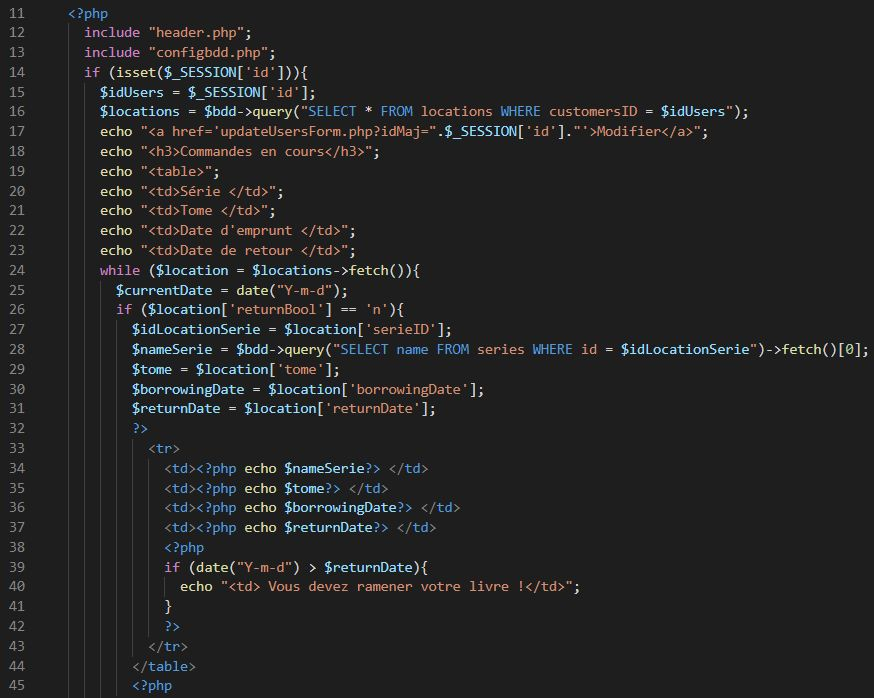 11 <?php
12 include "header.php";
13 include "configbdd.php";
14 if (isset($_SESSION['id'])){
15 $idUsers = $_SESSION['id'];
16 $locations = $bdd->query("SELECT * FROM locations WHERE customersID = $idUsers");
17 echo "<a href='updateUsersForm.php?idMaj=".$_SESSION['id']."'>Modifier</a>";
18 echo "<h3>Commandes en cours</h3>";
19 echo "<table>";
20 echo "<td>Série </td>";
21 echo "<td>Tome </td>";
22 echo "<td>Date d'emprunt </td>";
23 echo "<td>Date de retour </td>";
24 while ($location = $locations->fetch()){
25 $currentDate = date("Y-m-d");
26 if ($location['returnBool'] == 'n'){
27 $idLocationSerie = $location['serieID'];
28 $nameSerie = $bdd->query("SELECT name FROM series WHERE id = $idLocationSerie")->fetch()[0];
29 $tome = $location['tome'];
30 $borrowingDate = $location['borrowingDate'];
31 $returnDate = $location['returnDate'];
32 ?>
33 <tr>
34 <td><?php echo $nameSerie?> </td>
35 <td><?php echo $tome?> </td>
36 <td><?php echo $borrowingDate?> </td>
37 <td><?php echo $returnDate?> </td>
38 <?php
39 if (date("Y-m-d") > $returnDate){
40 echo "<td> Vous devez ramener votre livre !</td>";
41 }
42 ?>
43 </tr>
44 </table>
45 <?php